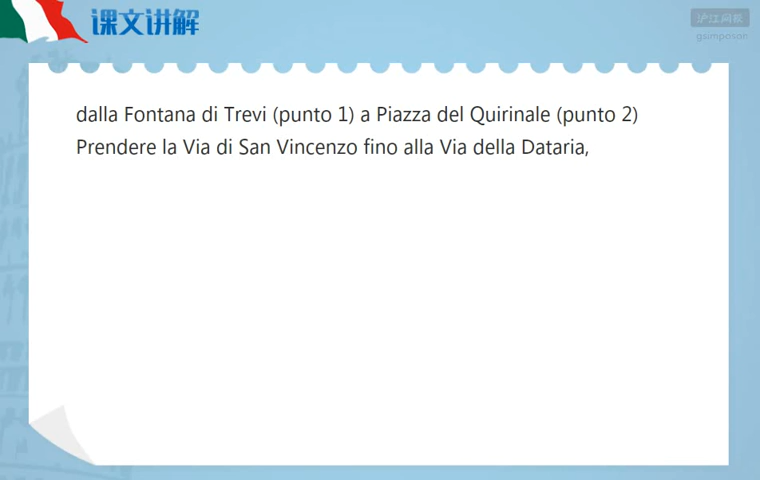 课文讲解
沪江网校
gsimpson
dalla Fontana di Trevi (punto 1) a Piazza del Quirinale (punto 2)
Prendere la Via di San Vincenzo fino alla Via della Dataria,